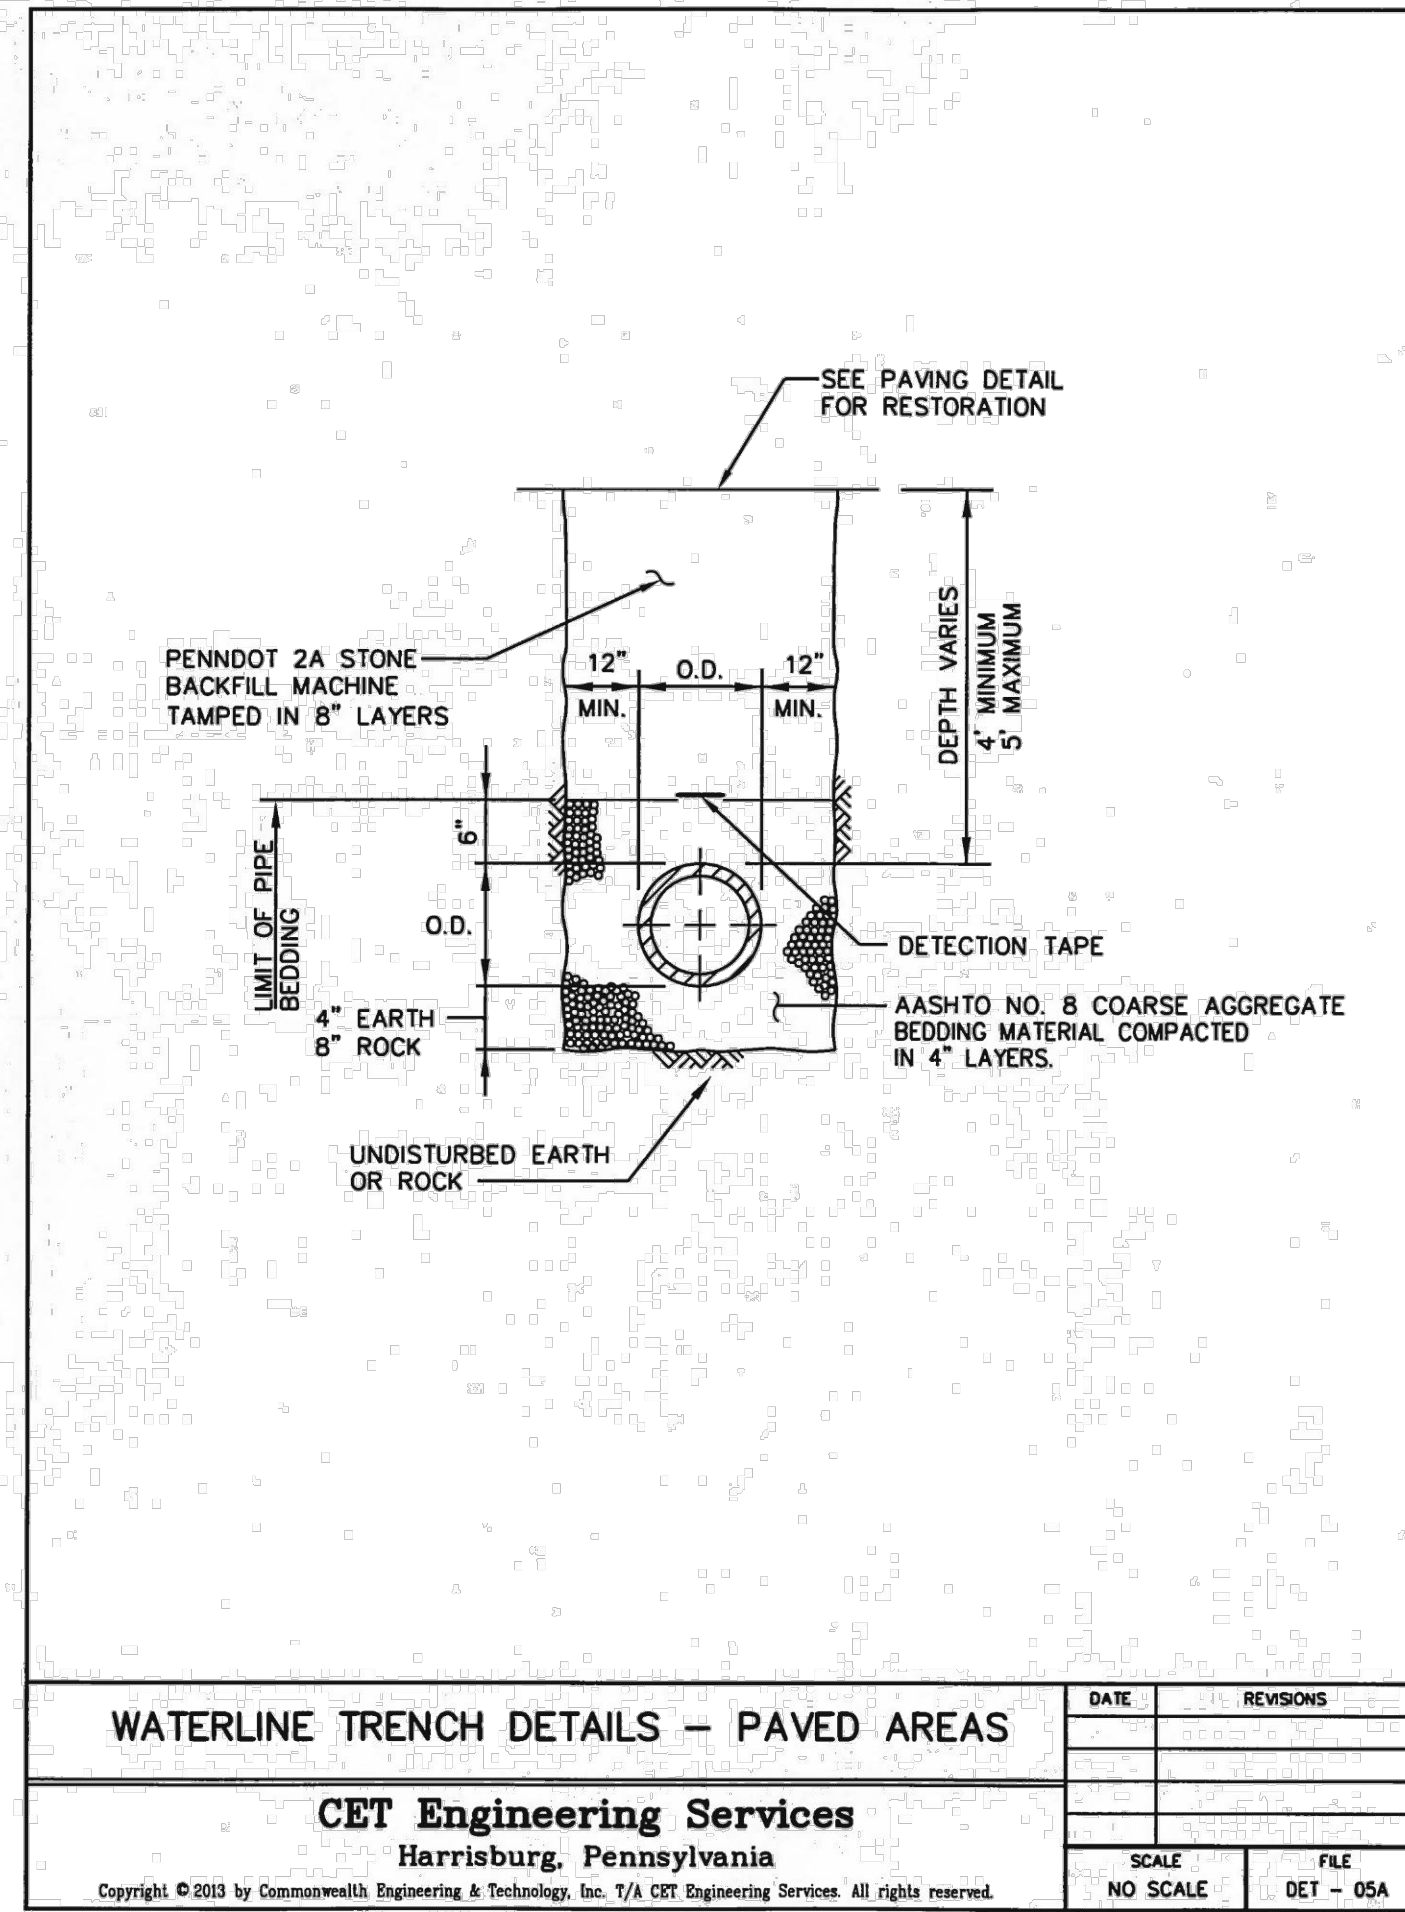 SEE PAVING DETAIL
FOR RESTORATION
PENNDOT 2A STONE
BACKFILL MACHINE
TAMPED IN 8" LAYERS
12"
MIN.
O.D.
12"
MIN.
DEPTH VARIES
4' MINIMUM
5' MAXIMUM
6"
LIMIT OF PIPE
BEDDING
O.D.
4" EARTH
8" ROCK
DETECTION TAPE
AASHTO NO. 8 COARSE AGGREGATE
BEDDING MATERIAL COMPACTED
IN 4" LAYERS.
UNDISTURBED EARTH
OR ROCK
WATERLINE TRENCH DETAILS – PAVED AREAS
CET Engineering Services
Harrisburg, Pennsylvania
Copyright © 2013 by Commonwealth Engineering & Technology, Inc. T/A CET Engineering Services. All rights reserved.
DATE
REVISIONS
SCALE
NO SCALE
FILE
DET – 05A